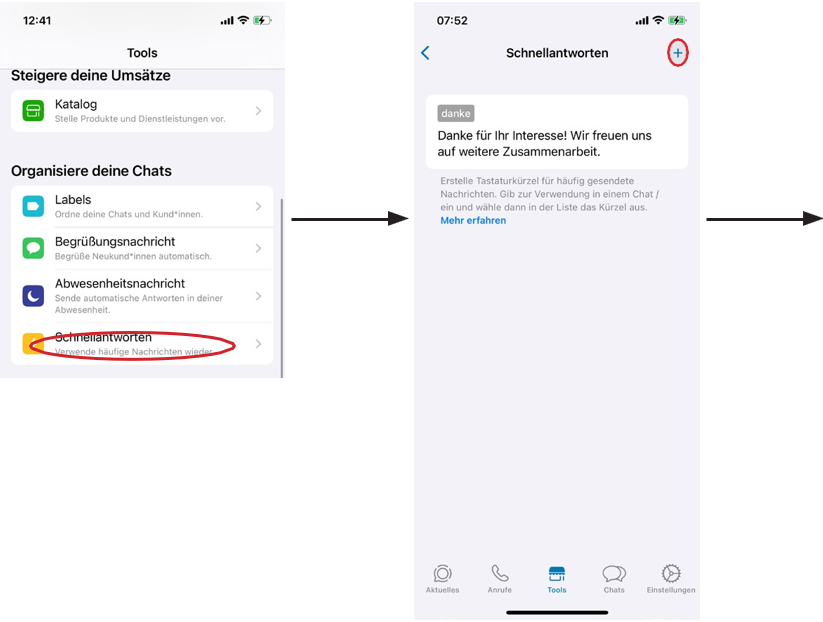 12:41
Tools
Steigere deine Umsätze
Katalog
Stelle Produkte und Dienstleistungen vor.
Organisiere deine Chats
Labels
Ordne deine Chats und Kund*innen.
Begrüßungsnachricht
Begrüße Neukund*innen automatisch.
Abwesenheitsnachricht
Sende automatische Antworten in deiner
Abwesenheit.
Schnellantworten
Verwende häufige Nachrichten wieder.
07:52
Schnellantworten
danke
Danke für Ihr Interesse! Wir freuen uns
auf weitere Zusammenarbeit.
Erstelle Tastaturkürzel für häufig gesendete
Nachrichten. Gib zur Verwendung in einem Chat /
ein und wähle dann in der Liste das Kürzel aus.
Mehr erfahren
Aktuelles
Anrufe
Tools
Chats
Einstellungen